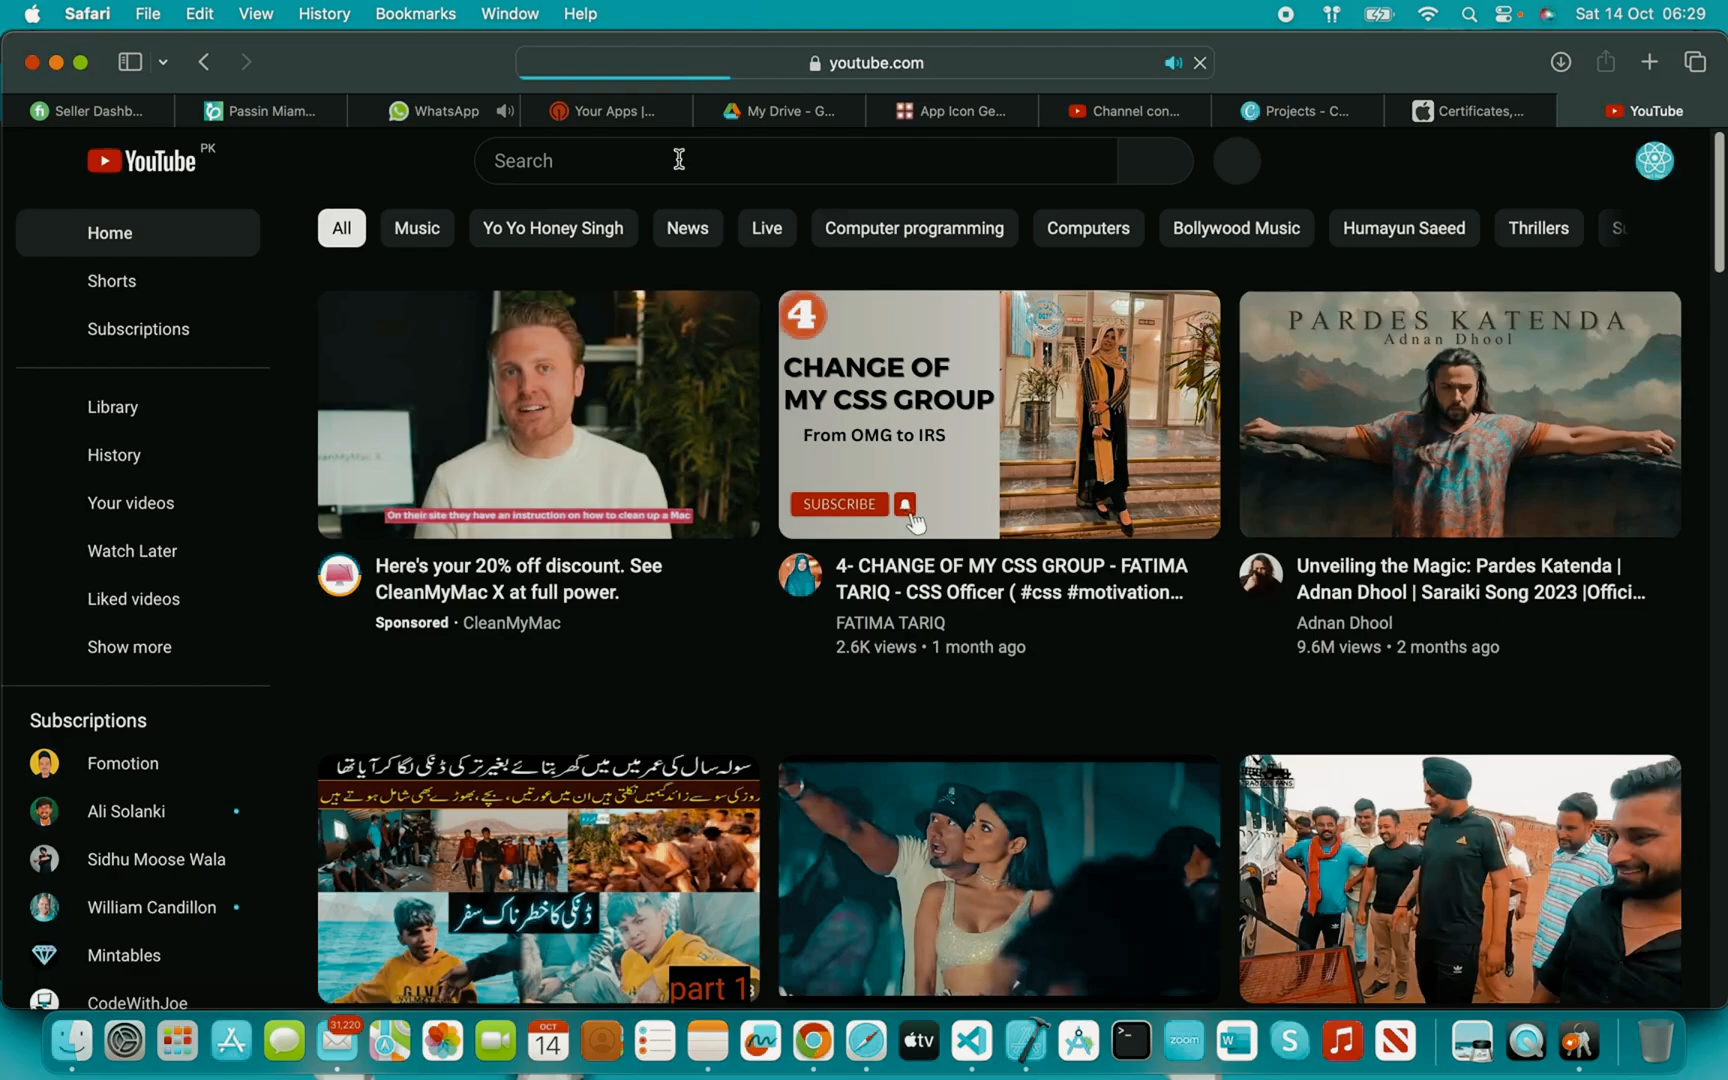 Safari File Edit View History Bookmarks Window Help Sat 14 Oct 06:29
youtube.com
Seller Dashb... Passin Miam... WhatsApp Your Apps |... My Drive - G... App Icon Ge... Channel con... Projects - C... Certificates,... YouTube
YouTube PK
Search
Home
Shorts
Subscriptions
Library
History
Your videos
Watch Later
Liked videos
Show more
Subscriptions
Fomotion
Ali Solanki
Sidhu Moose Wala
William Candillon
Mintables
CodeWithJoe
All Music Yo Yo Honey Singh News Live Computer programming Computers Bollywood Music Humayun Saeed Thrillers
On their site they have an instruction on how to clean up a Mac
Here's your 20% off discount. See
CleanMyMac X at full power.
Sponsored · CleanMyMac
4
CHANGE OF
MY CSS GROUP
From OMG to IRS
SUBSCRIBE
4- CHANGE OF MY CSS GROUP - FATIMA
TARIQ - CSS Officer ( #css #motivation...
FATIMA TARIQ
2.6K views • 1 month ago
PARDES KATENDA
Adnan Dhool
Unveiling the Magic: Pardes Katenda |
Adnan Dhool | Saraiki Song 2023 |Offici...
Adnan Dhool
9.6M views • 2 months ago
سولہ سال کی عمر میں میں گھر بتائے بغیر ترکی ڈنکی لگا کر آیا تھا
روز کی سو سے زائد گیمیں نکلتی ہیں ان میں عورتیں، بچے، بھوڑے بھی شامل ہوتے ہیں
ڈنکی کا خطرناک سفر
part 1
31,220
OCT
14
tv
zoom